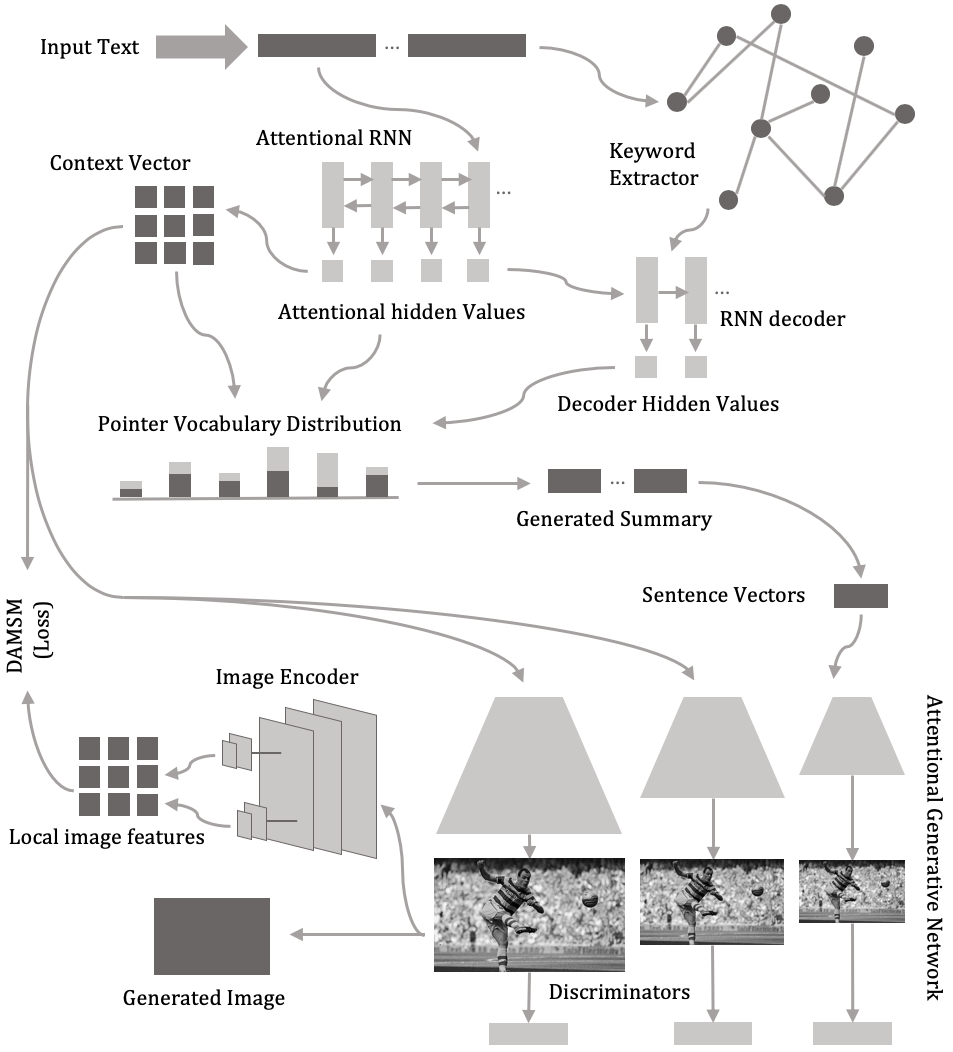 Input Text
...
Attentional RNN
Keyword
Extractor
Context Vector
...
Attentional hidden Values
...
RNN decoder
Decoder Hidden Values
Pointer Vocabulary Distribution
...
Generated Summary
Sentence Vectors
DAMSM
(Loss)
Image Encoder
Attentional Generative Network
Local image features
Generated Image
Discriminators